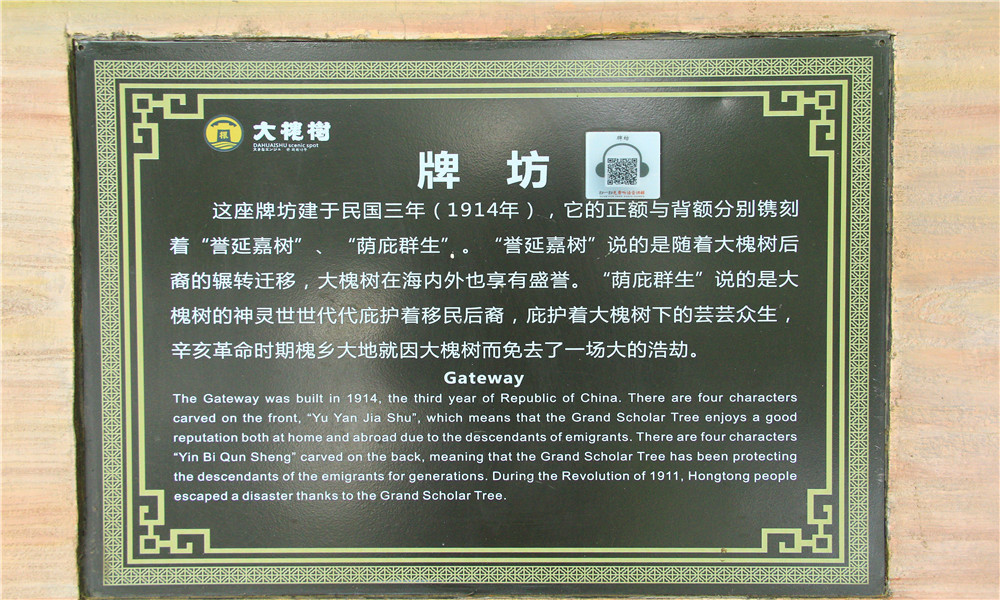 大槐树
DAHUAISHU scenic spot
牌坊
牌 坊
这座牌坊建于民国三年（1914年），它的正额与背额分别镌刻
着“誉延嘉树”、“荫庇群生”。“誉延嘉树”说的是随着大槐树后
裔的辗转迁移，大槐树在海内外也享有盛誉。“荫庇群生”说的是大
槐树的神灵世世代代庇护着移民后裔，庇护着大槐树下的芸芸众生，
辛亥革命时期槐乡大地就因大槐树而免去了一场大的浩劫。
Gateway
The Gateway was built in 1914, the third year of Republic of China. There are four characters
carved on the front, “Yu Yan Jia Shu”, which means that the Grand Scholar Tree enjoys a good
reputation both at home and abroad due to the descendants of emigrants. There are four characters
“Yin Bi Qun Sheng” carved on the back, meaning that the Grand Scholar Tree has been protecting
the descendants of the emigrants for generations. During the Revolution of 1911, Hongtong people
escaped a disaster thanks to the Grand Scholar Tree.